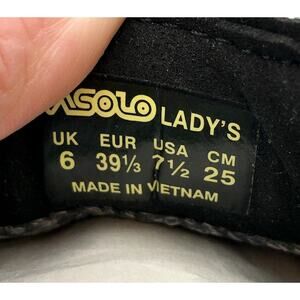 ASOLO LADY'S
UK EUR USA CM
6 39⅓ 7½ 25
MADE IN VIETNAM